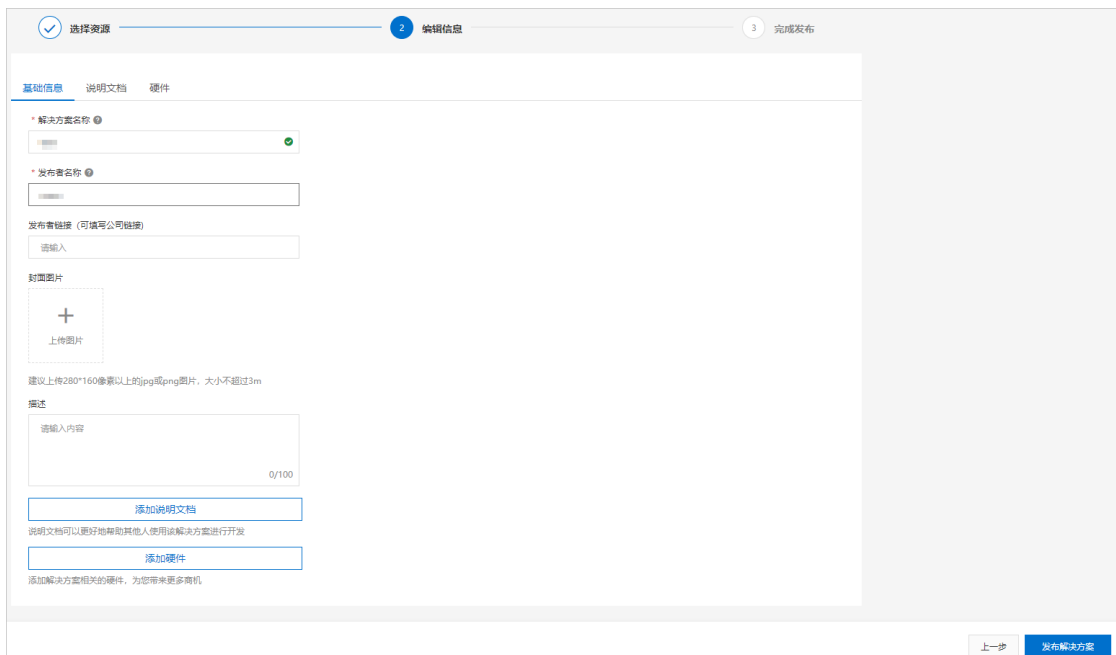 选择资源
2 编辑信息
3 完成发布
基础信息 说明文档 硬件
* 解决方案名称
* 发布者名称
发布者链接（可填写公司链接)
请输入
封面图片
上传图片
建议上传280*160像素以上的jpg或png图片，大小不超过3m
描述
请输入内容
0/100
添加说明文档
说明文档可以更好地帮助其他人使用该解决方案进行开发
添加硬件
添加解决方案相关的硬件，为您带来更多商机
上一步 发布解决方案